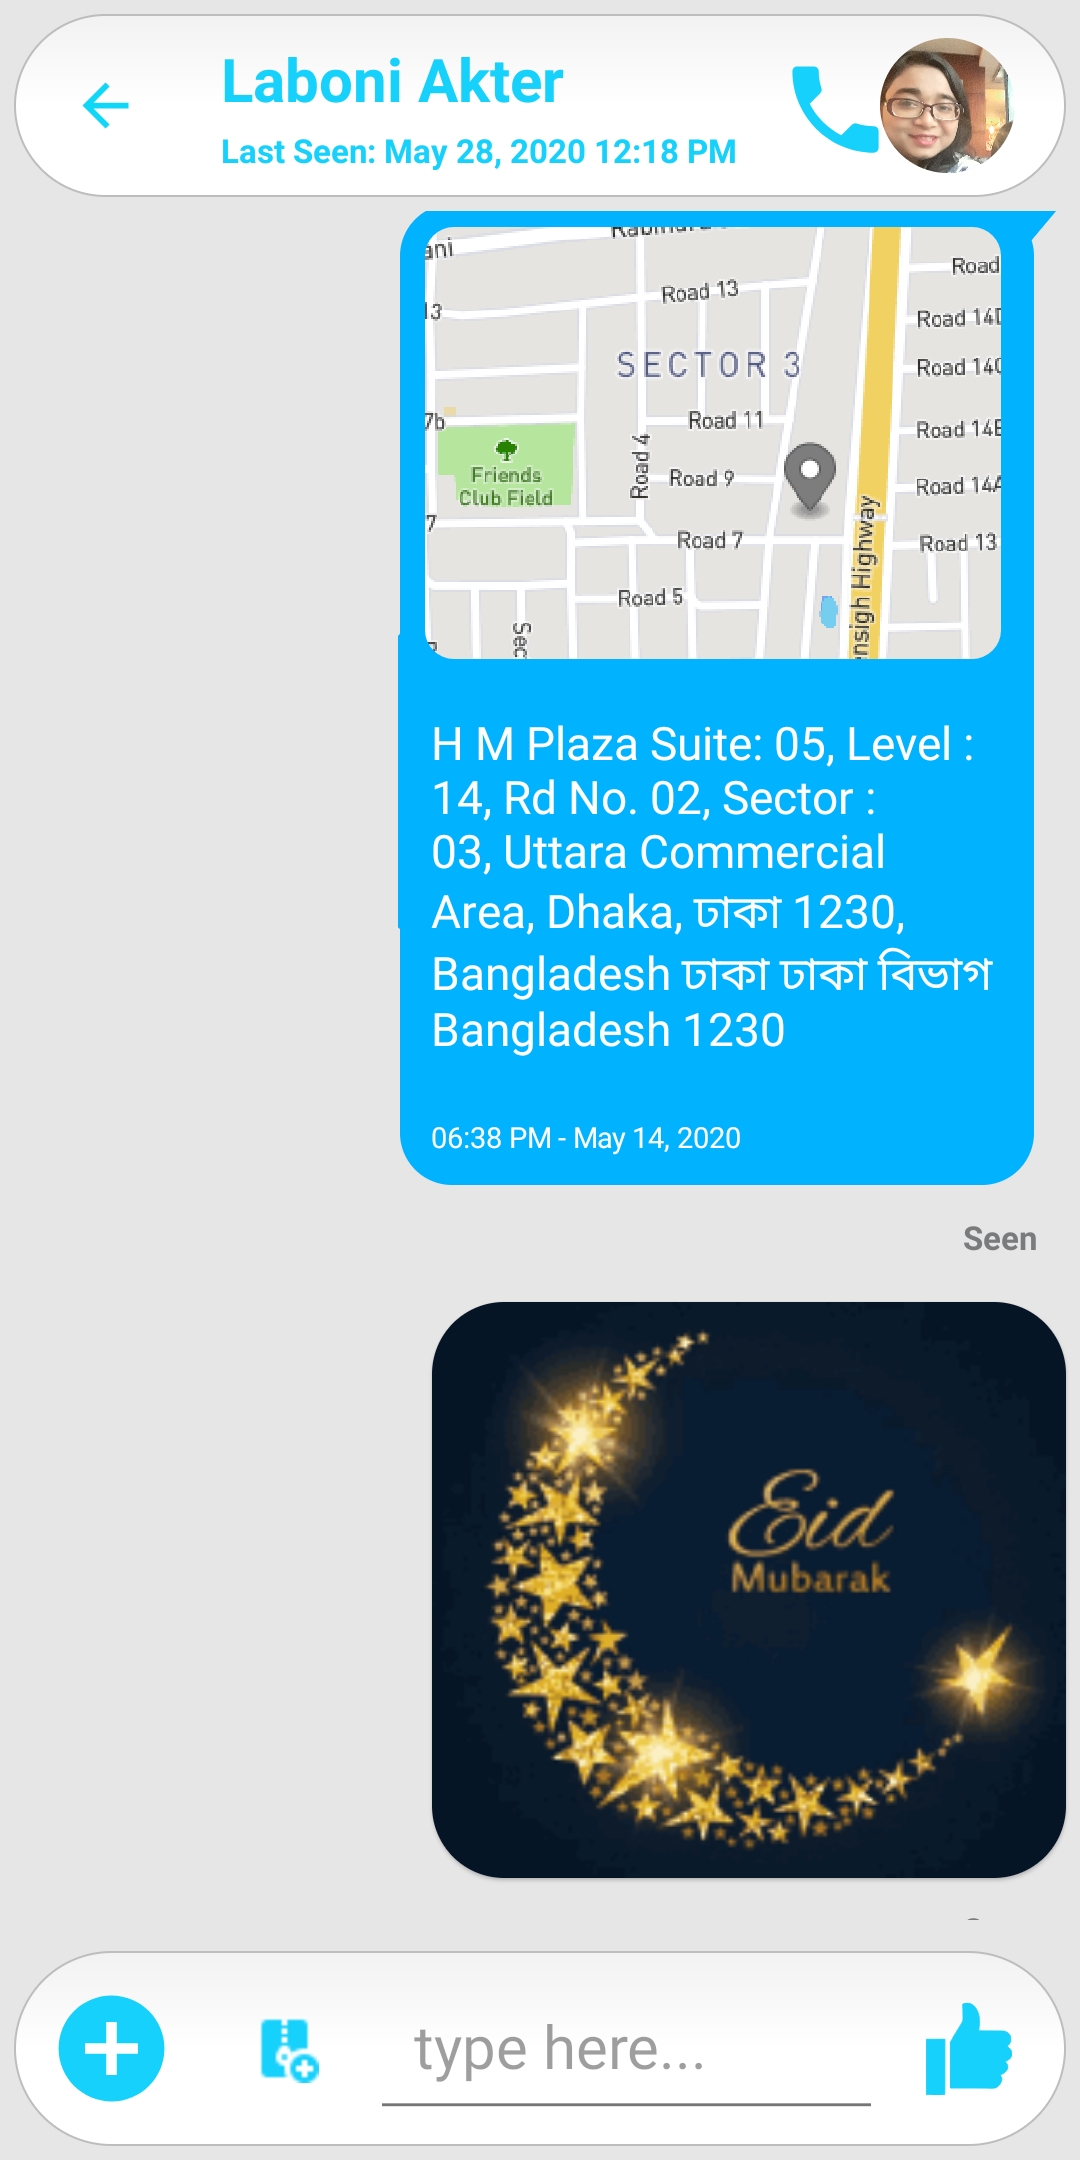 Laboni Akter
Last Seen: May 28, 2020 12:18 PM
ani
Road
13
Road 13
Road 14D
SECTOR 3
Road 14C
7b
Road 11
Road 14B
Road 4
Friends
Club Field
Road 9
Road 14A
7
Road 7
Road 13
nsigh Highway
Road 5
Sec
H M Plaza Suite: 05, Level :
14, Rd No. 02, Sector :
03, Uttara Commercial
Area, Dhaka, ঢাকা 1230,
Bangladesh ঢাকা ঢাকা বিভাগ
Bangladesh 1230
06:38 PM - May 14, 2020
Seen
Eid
Mubarak
type here...